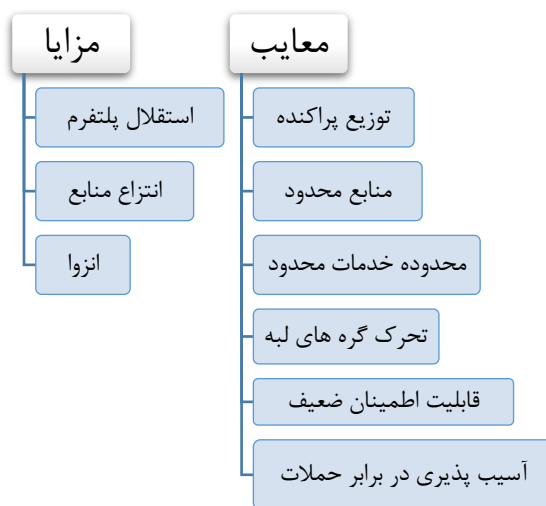 معایب
توزیع پراکنده
منابع محدود
محدوده خدمات محدود
تحرک گره های لبه
قابلیت اطمینان ضعیف
آسیب پذیری در برابر حملات
مزایا
استقلال پلتفرم
انتزاع منابع
انزوا